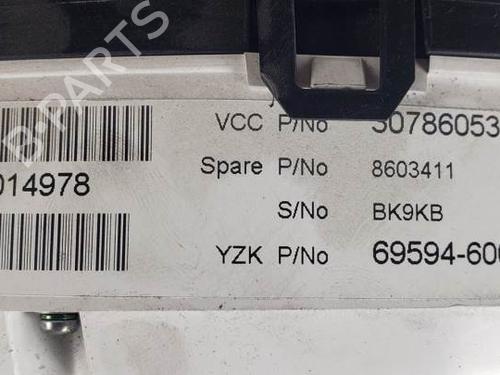 B-PARTS
VCC P/No 30786053
014978
Spare P/No 8603411
S/No BK9KB
YZK P/No 69594-600